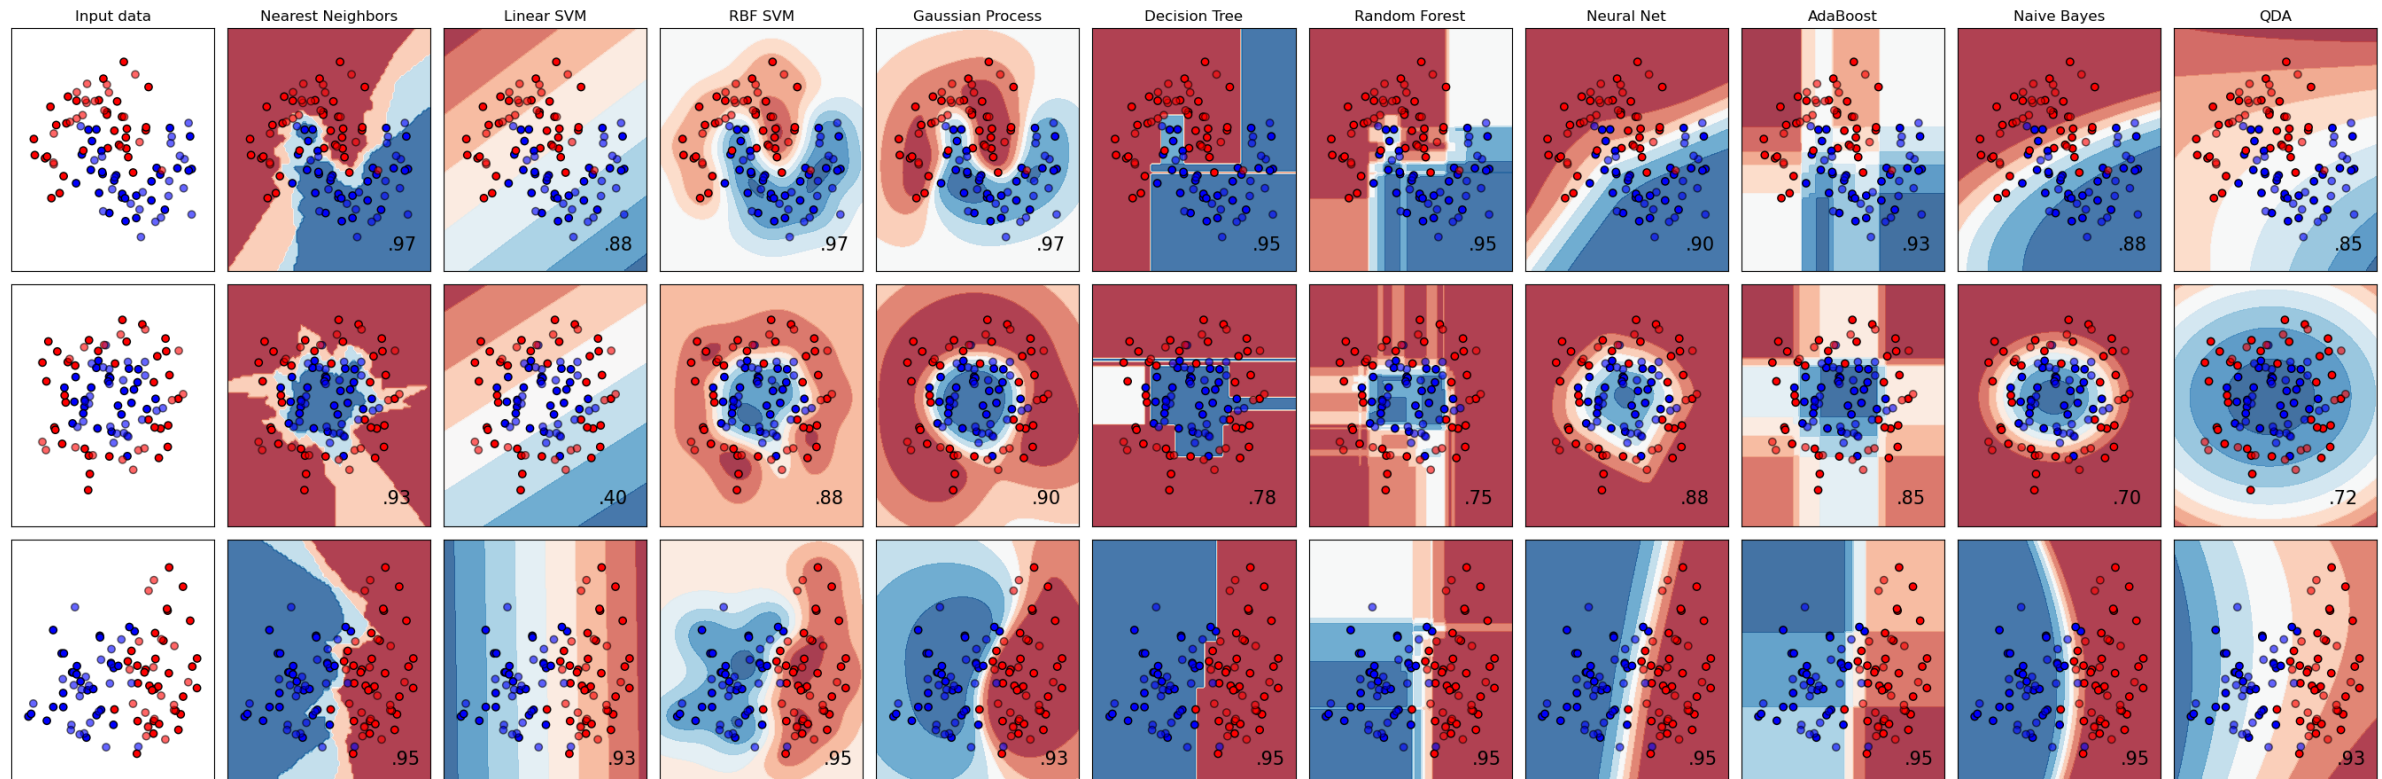 Input data Nearest Neighbors Linear SVM RBF SVM Gaussian Process Decision Tree Random Forest Neural Net AdaBoost Naive Bayes QDA
.97 .88 .97 .97 .95 .95 .90 .93 .88 .85
.93 .40 .88 .90 .78 .75 .88 .85 .70 .72
.95 .93 .95 .93 .95 .95 .95 .95 .95 .93